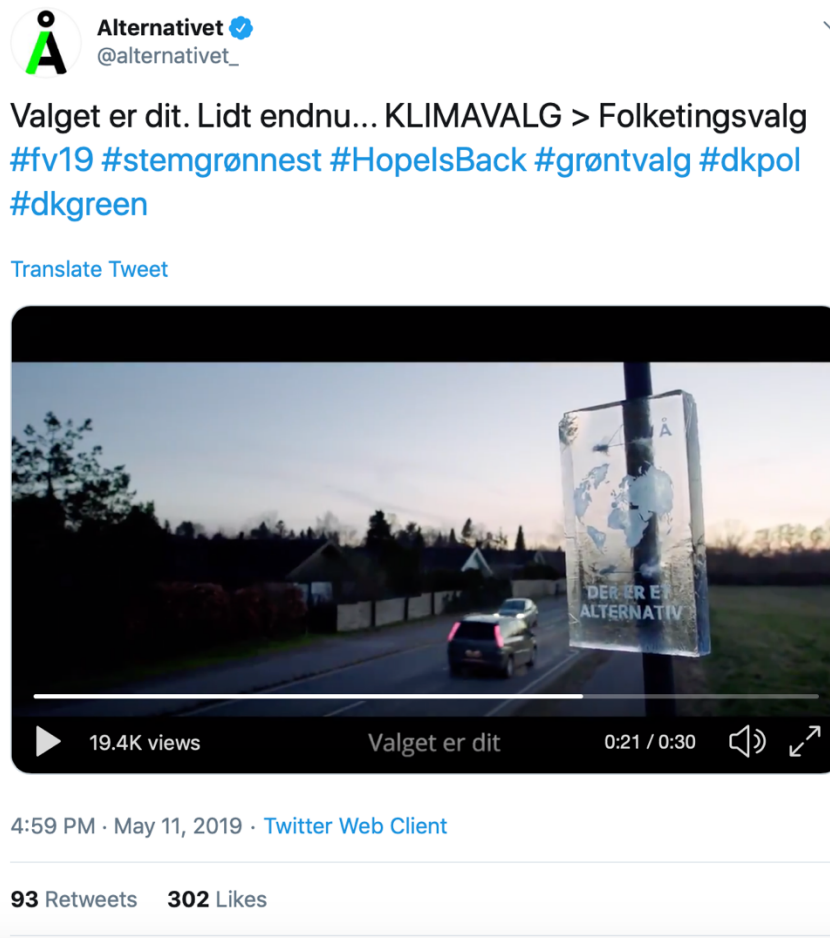 Å
Alternativet
@alternativet_
Valget er dit. Lidt endnu... KLIMAVALG > Folketingsvalg
#fv19 #stemgrønnest #HopeIsBack #grøntvalg #dkpol
#dkgreen
Translate Tweet
Å
DER ER ET
ALTERNATIV
19.4K views
Valget er dit
0:21 / 0:30
4:59 PM · May 11, 2019 · Twitter Web Client
93 Retweets 302 Likes